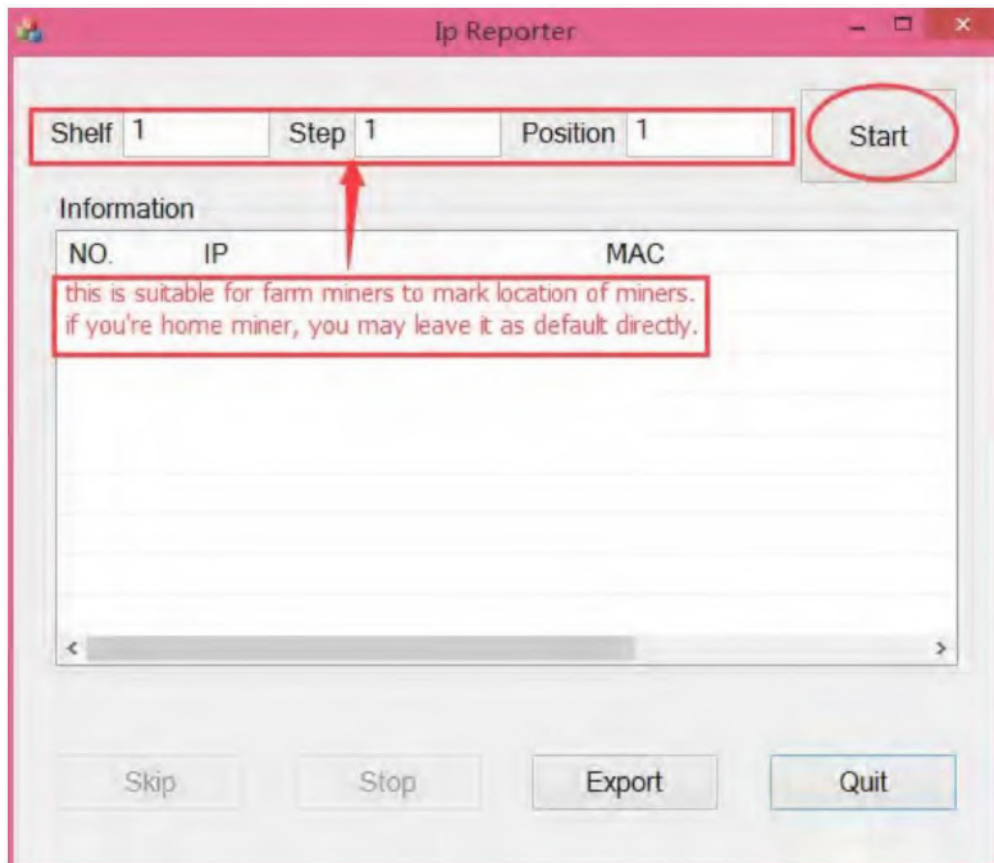 Ip Reporter
Shelf 1 Step 1 Position 1 Start
Information
NO. IP MAC
this is suitable for farm miners to mark location of miners.
if you're home miner, you may leave it as default directly.
Skip Stop Export Quit